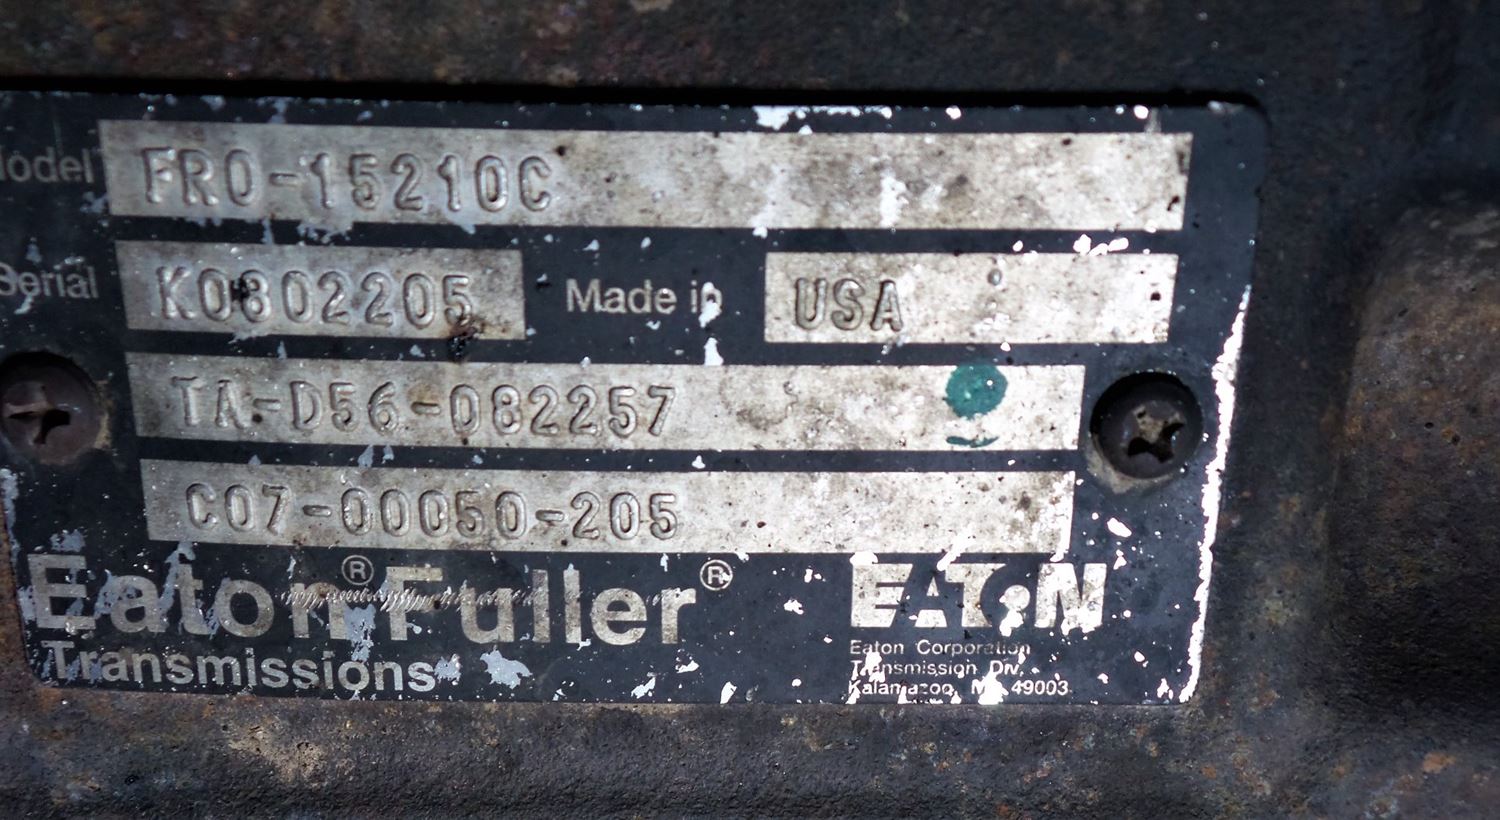 Model FRO-15210C
Serial K0802205 Made in USA
TA-D56-082257
C07-00050-205
Eaton® Fuller®
Transmissions
EATON
Eaton Corporation
Transmission Div.
Kalamazoo, MI 49003